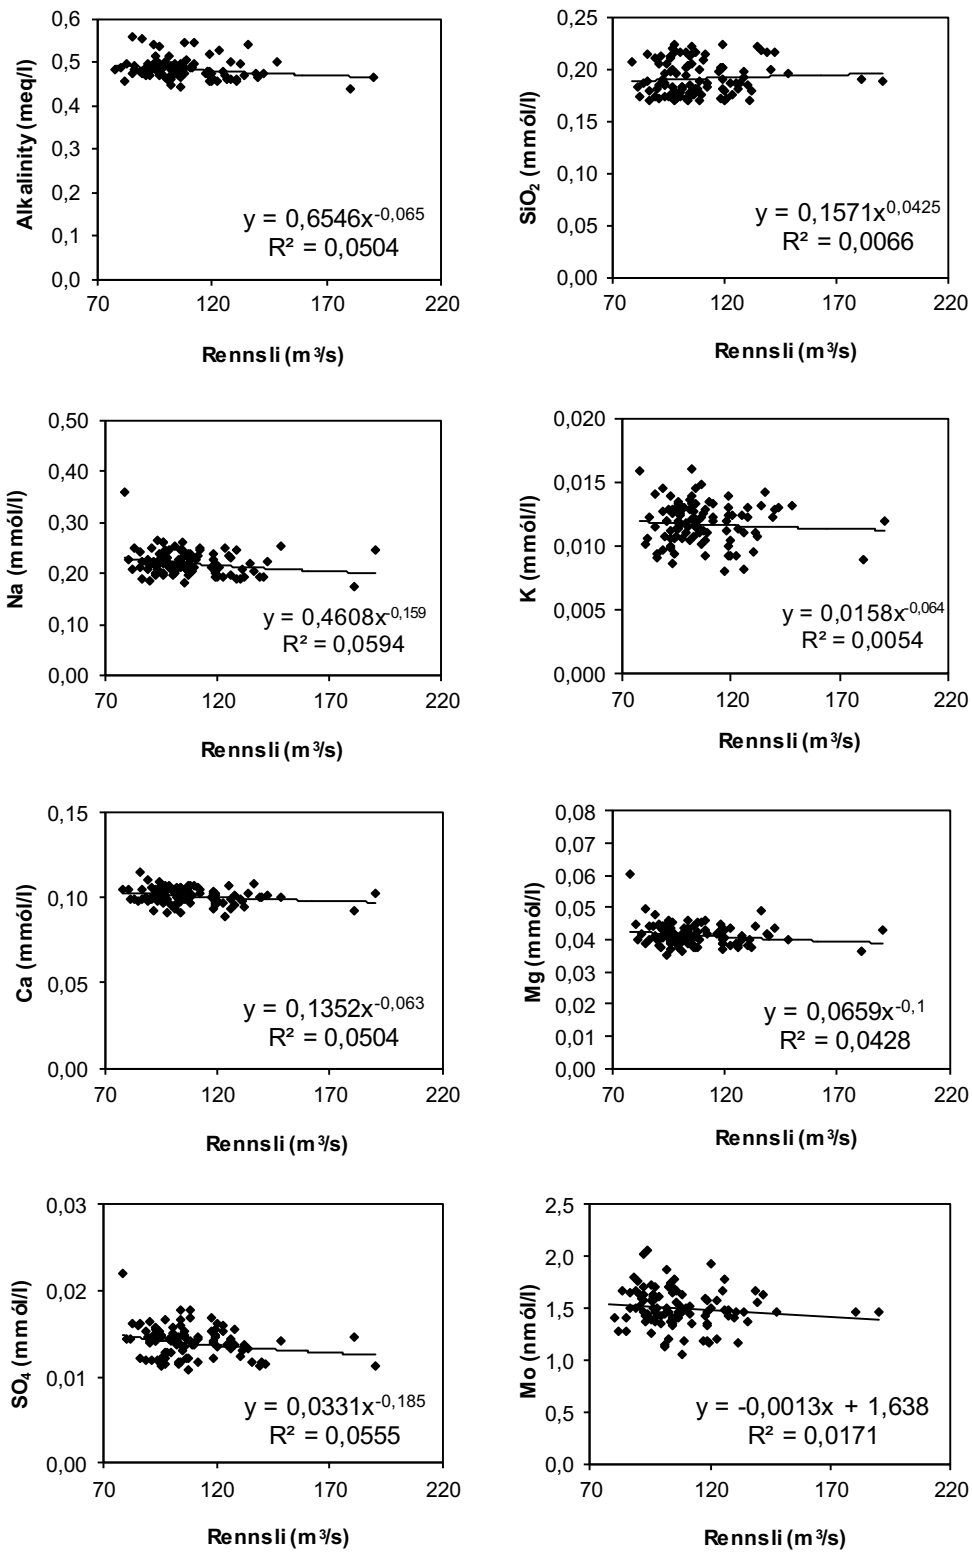 0,6
0,5
0,4
0,3
0,2
0,1
0,0
Alkalinity (meq/l)
y = 0,6546x^-0,065
R² = 0,0504
70 120 170 220
Rennsli (m³/s)
0,25
0,20
0,15
0,10
0,05
0,00
SiO₂ (mmól/l)
y = 0,1571x^0,0425
R² = 0,0066
70 120 170 220
Rennsli (m³/s)
0,50
0,40
0,30
0,20
0,10
0,00
Na (mmól/l)
y = 0,4608x^-0,159
R² = 0,0594
70 120 170 220
Rennsli (m³/s)
0,020
0,015
0,010
0,005
0,000
K (mmól/l)
y = 0,0158x^-0,064
R² = 0,0054
70 120 170 220
Rennsli (m³/s)
0,15
0,10
0,05
0,00
Ca (mmól/l)
y = 0,1352x^-0,063
R² = 0,0504
70 120 170 220
Rennsli (m³/s)
0,08
0,07
0,06
0,05
0,04
0,03
0,02
0,01
0,00
Mg (mmól/l)
y = 0,0659x^-0,1
R² = 0,0428
70 120 170 220
Rennsli (m³/s)
0,03
0,02
0,01
0,00
SO₄ (mmól/l)
y = 0,0331x^-0,185
R² = 0,0555
70 120 170 220
Rennsli (m³/s)
2,5
2,0
1,5
1,0
0,5
0,0
Mo (nmól/l)
y = -0,0013x + 1,638
R² = 0,0171
70 120 170 220
Rennsli (m³/s)